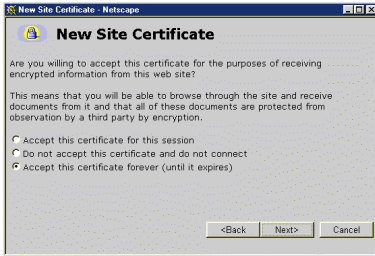 New Site Certificate - Netscape
New Site Certificate
Are you willing to accept this certificate for the purposes of receiving
encrypted information from this web site?
This means that you will be able to browse through the site and receive
documents from it and that all of these documents are protected from
observation by a third party by encryption.
Accept this certificate for this session
Do not accept this certificate and do not connect
Accept this certificate forever (until it expires)
<Back Next> Cancel